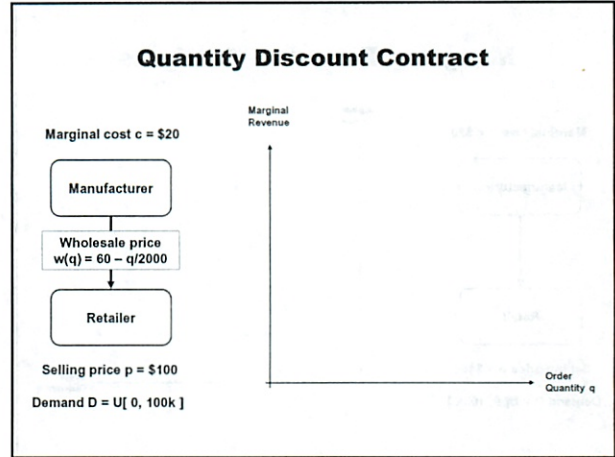 Quantity Discount Contract
Marginal cost c = $20
Manufacturer
Wholesale price
w(q) = 60 – q/2000
Retailer
Selling price p = $100
Demand D = U[ 0, 100k ]
Marginal
Revenue
Order
Quantity q